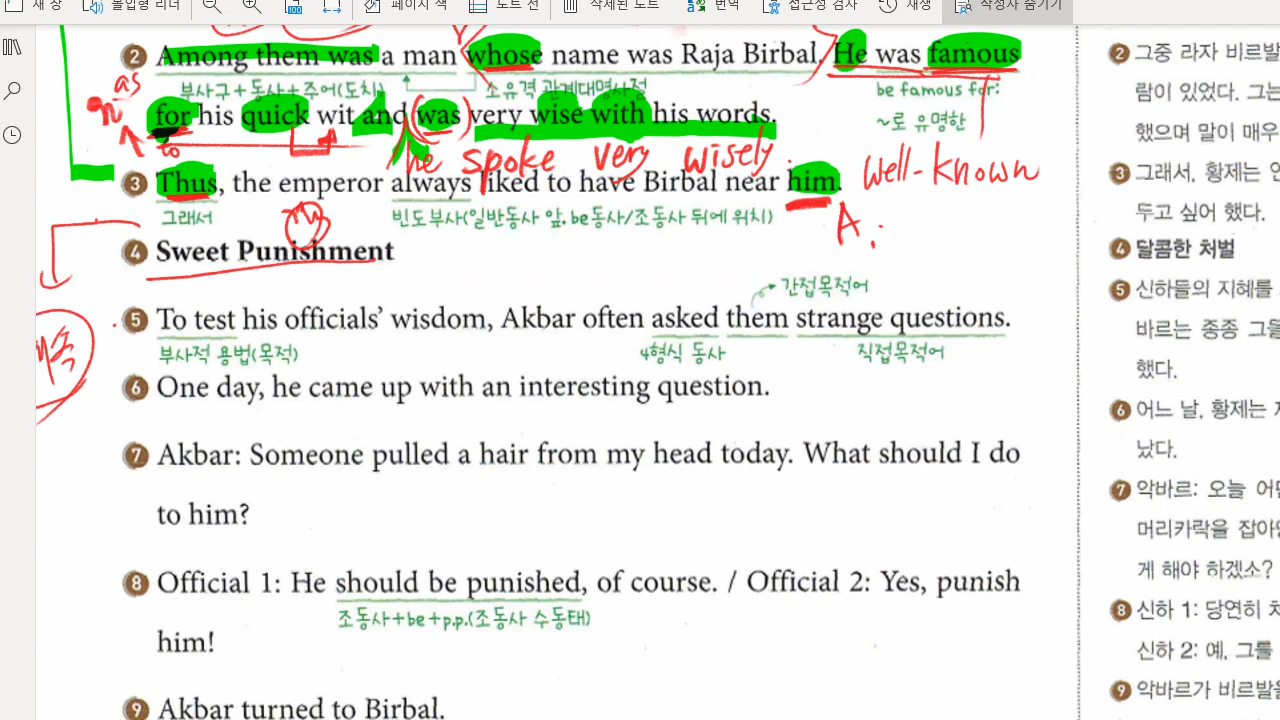 새 창 몰입형 리더 페이지 색 노트 전 삭제된 노트 번역 접근성 검사 재생 작성자 숨기기
② Among them was a man whose name was Raja Birbal. He was famous
부사구+동사+주어(도치) 소유격 관계대명사절 be famous for:
as
for his quick wit and (was) very wise with his words.
~로 유명한
to
he spoke very wisely.
well-known
③ Thus, the emperor always liked to have Birbal near him.
그래서 빈도부사(일반동사 앞, be동사/조동사 뒤에 위치)
A.
④ Sweet Punishment
간접목적어
⑤ To test his officials' wisdom, Akbar often asked them strange questions.
부사적 용법(목적) 4형식 동사 직접목적어
⑥ One day, he came up with an interesting question.
⑦ Akbar: Someone pulled a hair from my head today. What should I do
to him?
⑧ Official 1: He should be punished, of course. / Official 2: Yes, punish
조동사+be+p.p.(조동사 수동태)
him!
⑨ Akbar turned to Birbal.
② 그중 라자 비르발
람이 있었다. 그는
했으며 말이 매우
③ 그래서, 황제는
두고 싶어 했다.
④ 달콤한 처벌
⑤ 신하들의 지혜를
바르는 종종 그들
했다.
⑥ 어느 날, 황제는
났다.
⑦ 악바르: 오늘
머리카락을 잡아
게 해야 하겠소?
⑧ 신하 1: 당연히
신하 2: 예, 그를
⑨ 악바르가 비르발을